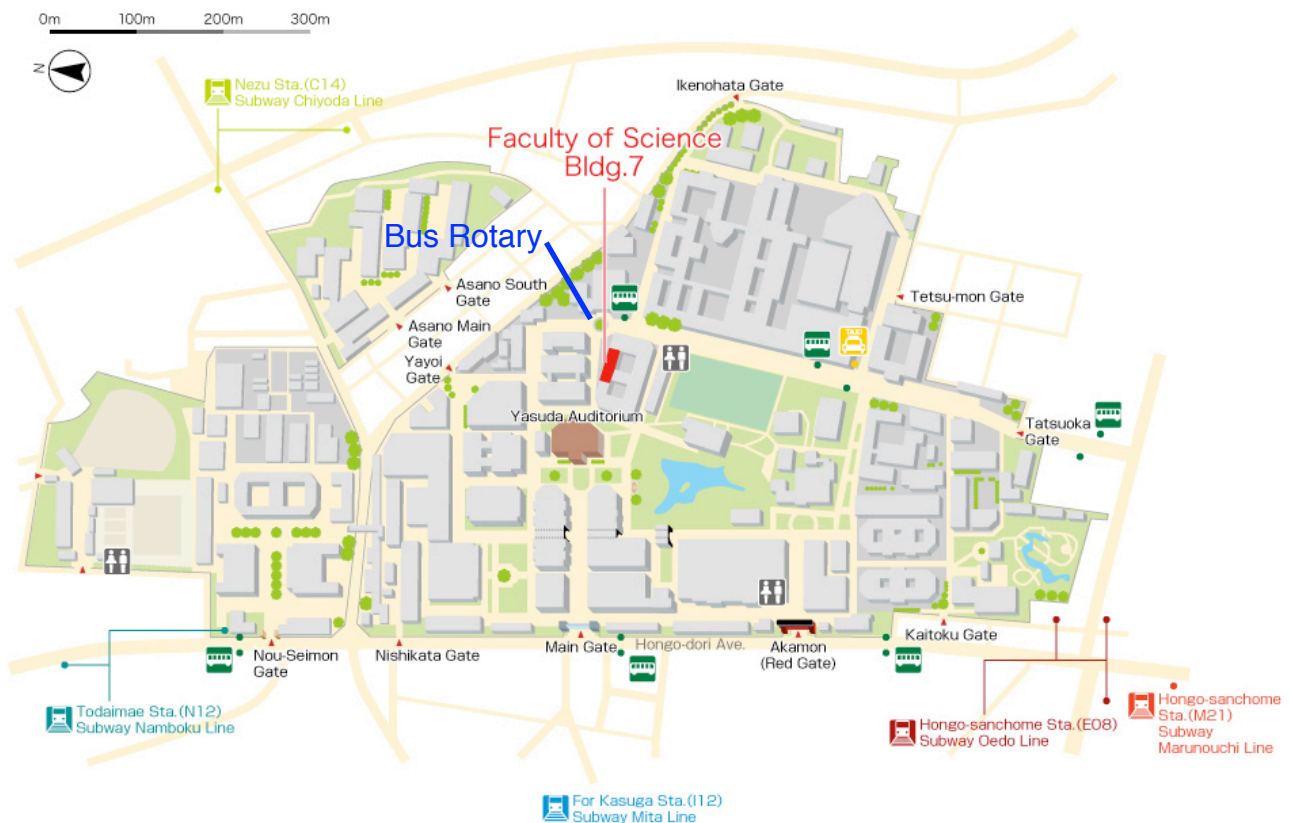 0m 100m 200m 300m
N
Nezu Sta.(C14)
Subway Chiyoda Line
Ikenohata Gate
Faculty of Science
Bldg.7
Bus Rotary
Asano South
Gate
Asano Main
Gate
Yayoi
Gate
Tetsu-mon Gate
TAXI
Yasuda Auditorium
Tatsuoka
Gate
Nou-Seimon
Gate
Nishikata Gate
Main Gate
Hongo-dori Ave.
Akamon
(Red Gate)
Kaitoku Gate
Todaimae Sta.(N12)
Subway Namboku Line
Hongo-sanchome Sta.(E08)
Subway Oedo Line
Hongo-sanchome
Sta.(M21)
Subway
Marunouchi Line
For Kasuga Sta.(I12)
Subway Mita Line